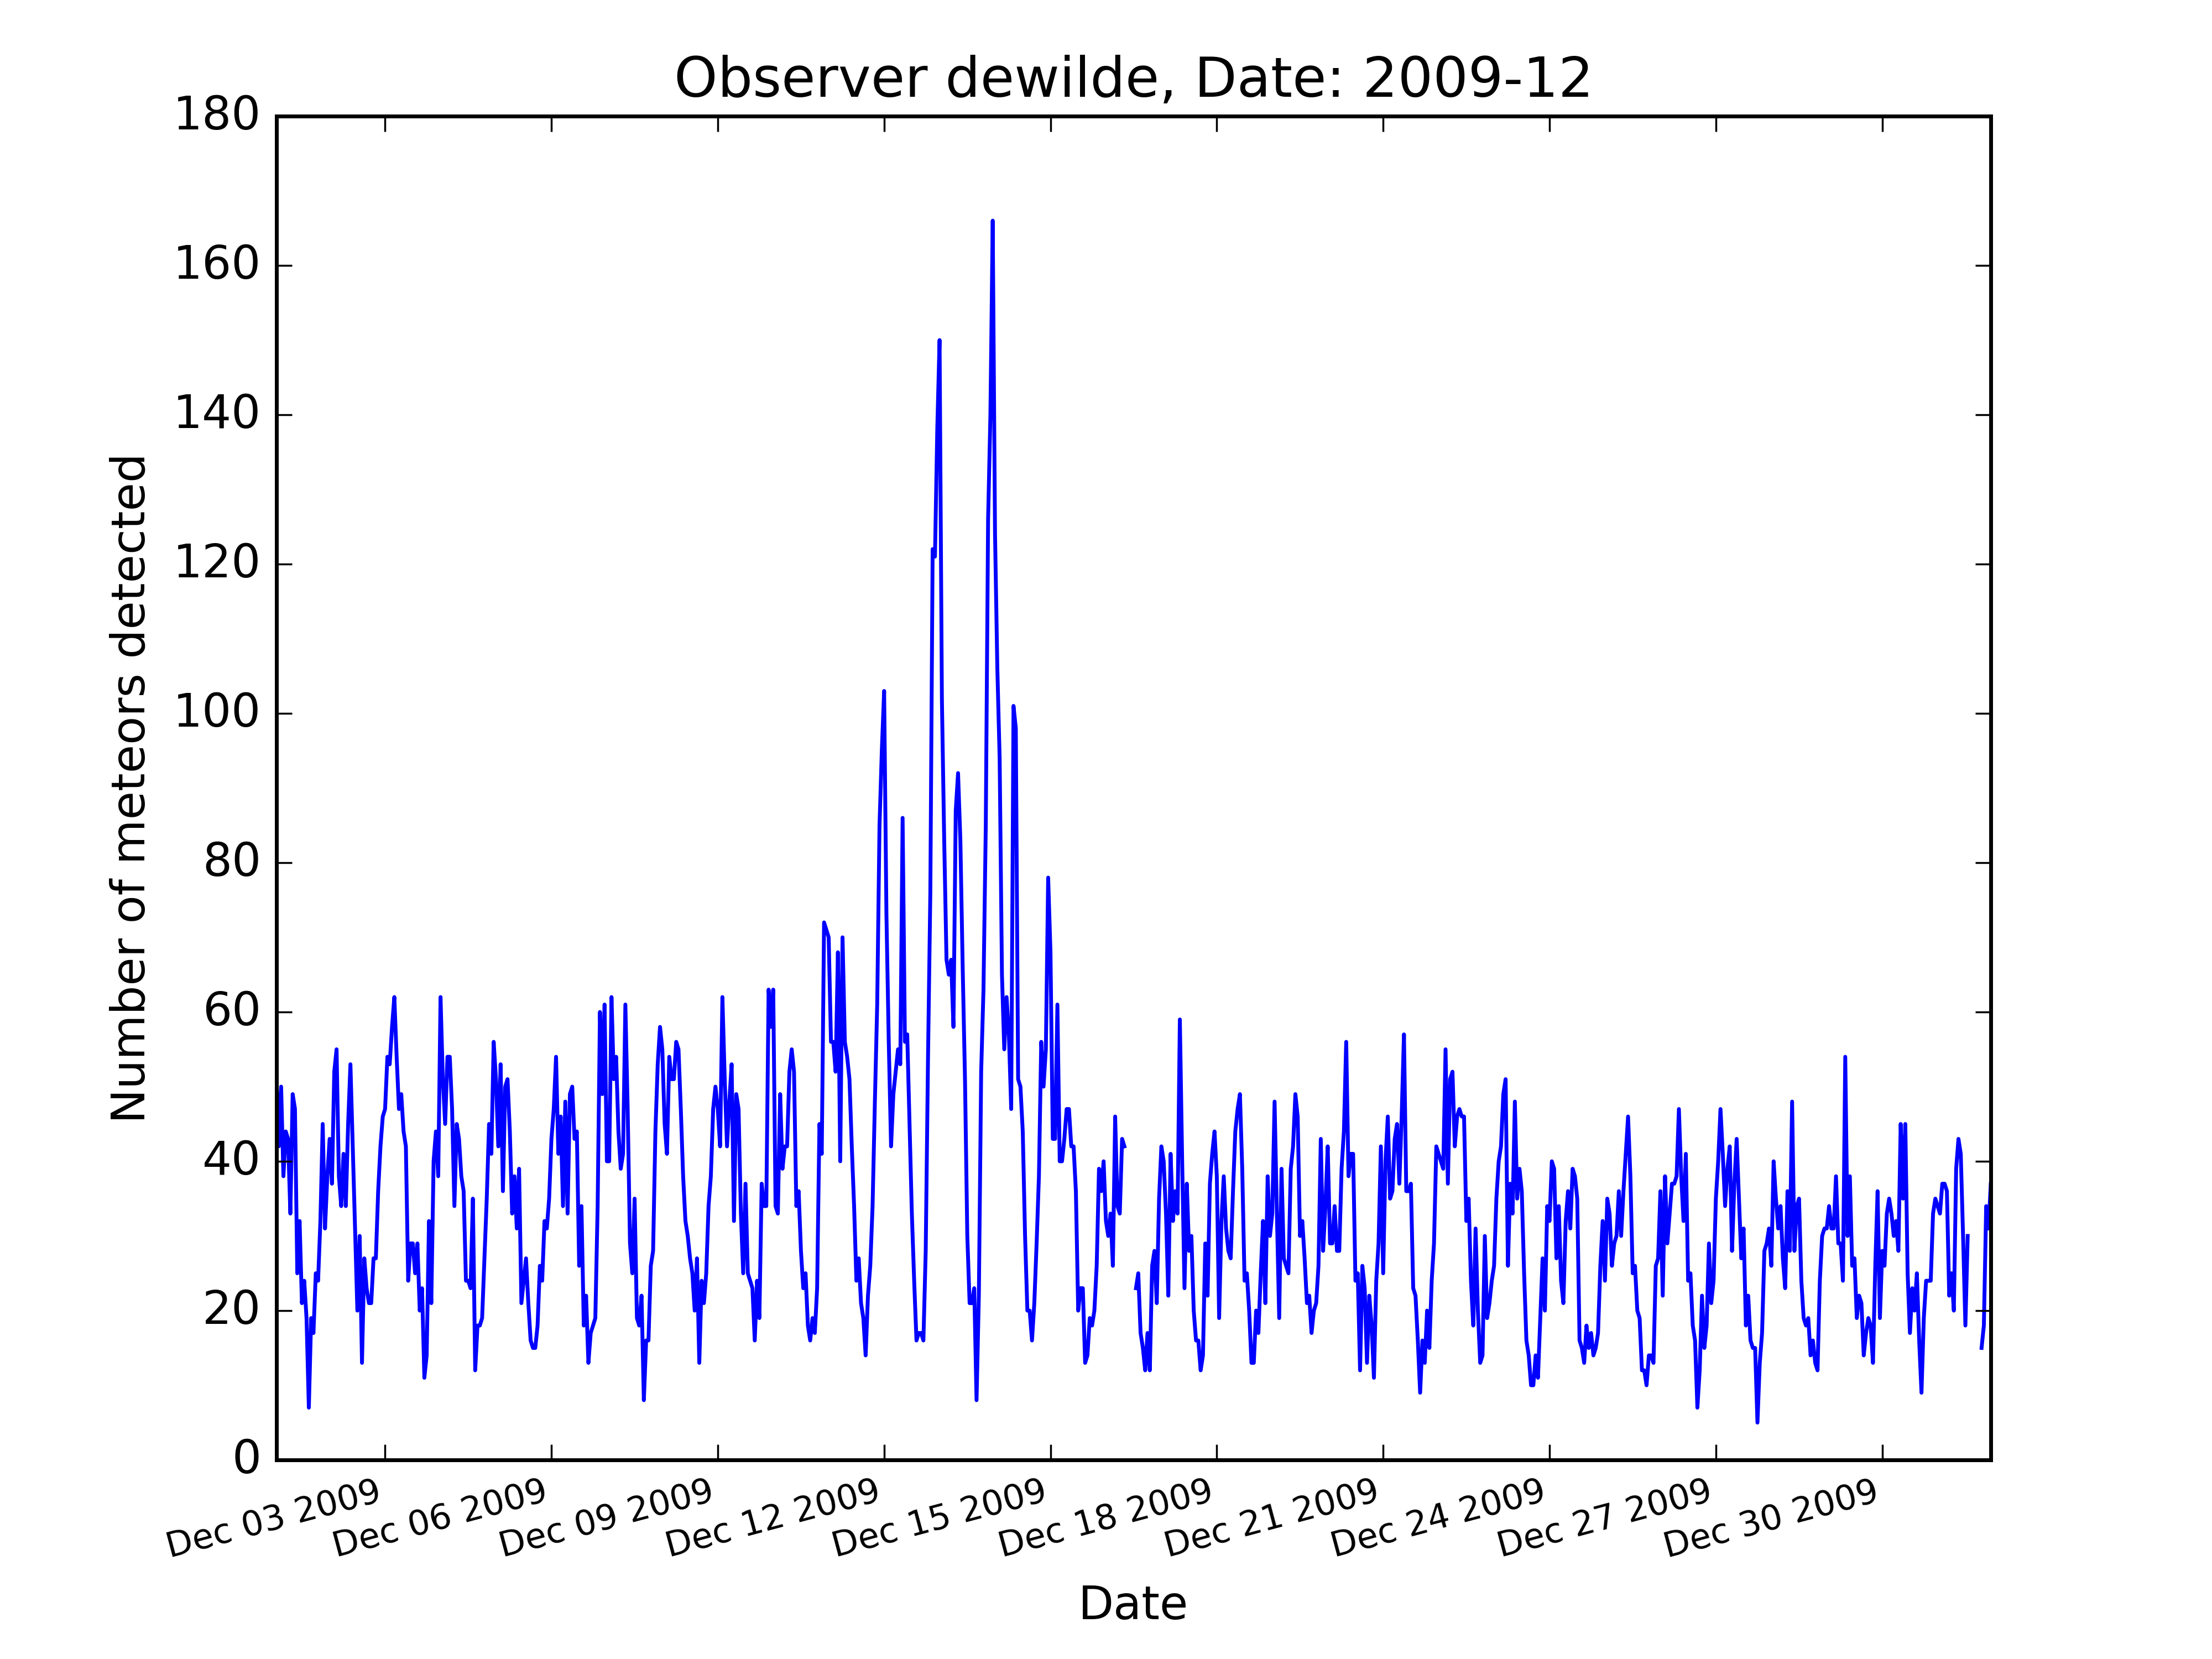 Observer dewilde, Date: 2009-12
180
160
140
120
100
80
60
40
20
0
Number of meteors detected
Dec 03 2009
Dec 06 2009
Dec 09 2009
Dec 12 2009
Dec 15 2009
Dec 18 2009
Dec 21 2009
Dec 24 2009
Dec 27 2009
Dec 30 2009
Date